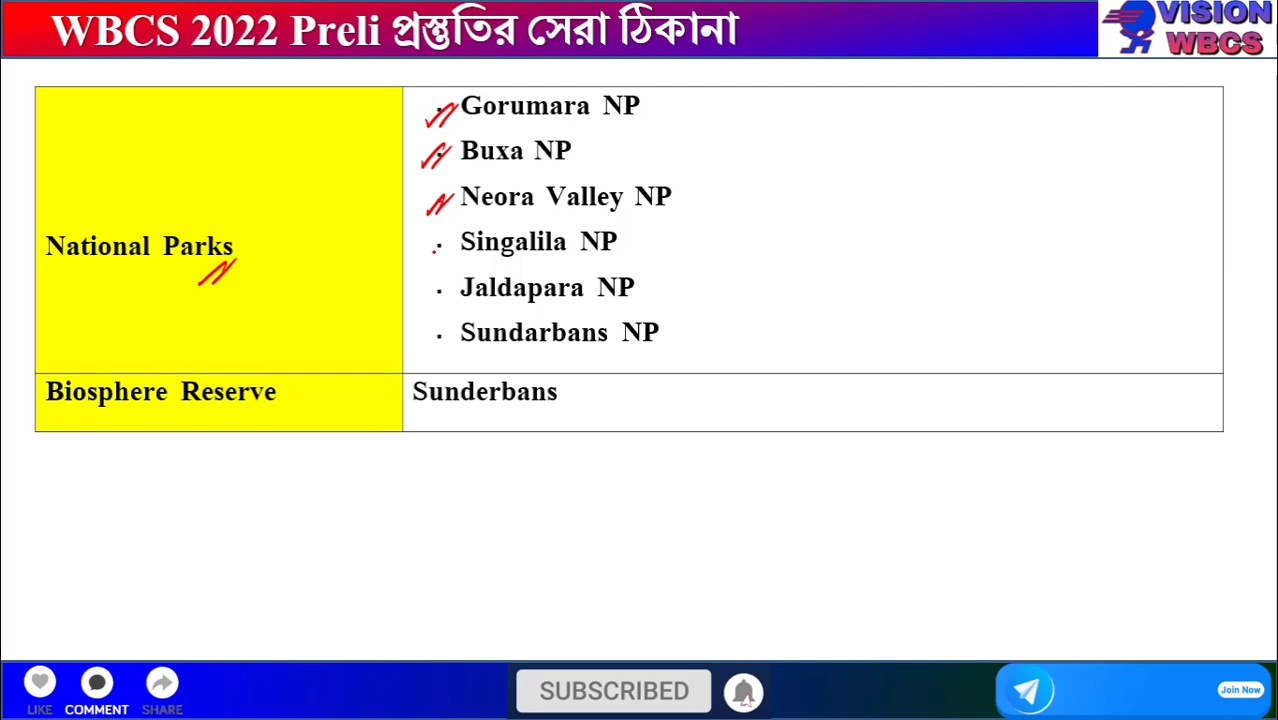 WBCS 2022 Preli প্রস্তুতির সেরা ঠিকানা
VISION
WBCS
Gorumara NP
Buxa NP
Neora Valley NP
National Parks
Singalila NP
Jaldapara NP
Sundarbans NP
Biosphere Reserve
Sunderbans
LIKE
COMMENT
SHARE
SUBSCRIBED
Join Now